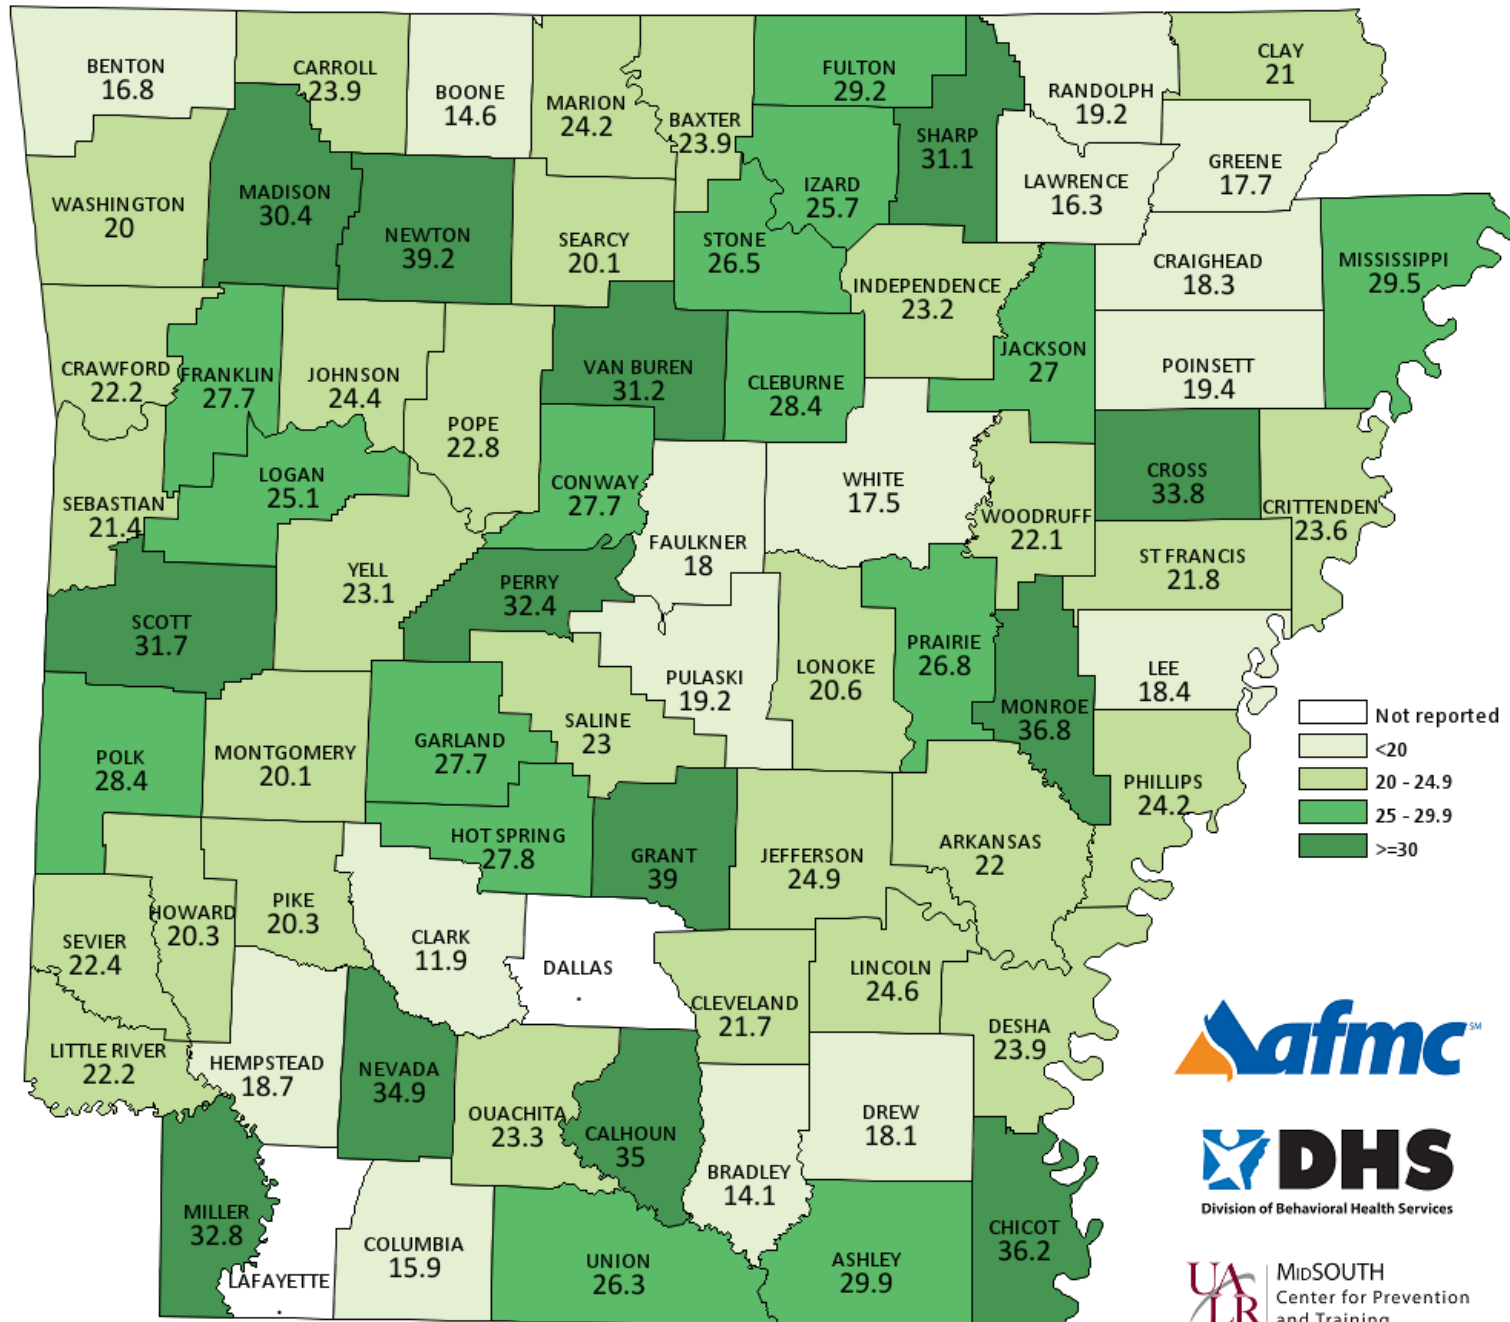 BENTON
16.8
CARROLL
23.9
BOONE
14.6
MARION
24.2
BAXTER
23.9
FULTON
29.2
SHARP
31.1
RANDOLPH
19.2
CLAY
21
GREENE
17.7
LAWRENCE
16.3
IZARD
25.7
WASHINGTON
20
MADISON
30.4
NEWTON
39.2
SEARCY
20.1
STONE
26.5
INDEPENDENCE
23.2
CRAIGHEAD
18.3
MISSISSIPPI
29.5
CRAWFORD
22.2
FRANKLIN
27.7
JOHNSON
24.4
POPE
22.8
VAN BUREN
31.2
CLEBURNE
28.4
JACKSON
27
POINSETT
19.4
SEBASTIAN
21.4
LOGAN
25.1
CONWAY
27.7
WHITE
17.5
WOODRUFF
22.1
CROSS
33.8
CRITTENDEN
23.6
ST FRANCIS
21.8
FAULKNER
18
YELL
23.1
PERRY
32.4
SCOTT
31.7
PULASKI
19.2
LONOKE
20.6
PRAIRIE
26.8
MONROE
36.8
LEE
18.4
POLK
28.4
MONTGOMERY
20.1
GARLAND
27.7
SALINE
23
PHILLIPS
24.2
Not reported
<20
20 - 24.9
25 - 29.9
>=30
HOT SPRING
27.8
GRANT
39
JEFFERSON
24.9
ARKANSAS
22
SEVIER
22.4
HOWARD
20.3
PIKE
20.3
CLARK
11.9
DALLAS
.
CLEVELAND
21.7
LINCOLN
24.6
DESHA
23.9
LITTLE RIVER
22.2
HEMPSTEAD
18.7
NEVADA
34.9
OUACHITA
23.3
CALHOUN
35
BRADLEY
14.1
DREW
18.1
MILLER
32.8
LAFAYETTE
.
COLUMBIA
15.9
UNION
26.3
ASHLEY
29.9
CHICOT
36.2
afmc SM
DHS
Division of Behavioral Health Services
UALR
MIDSOUTH
Center for Prevention
and Training